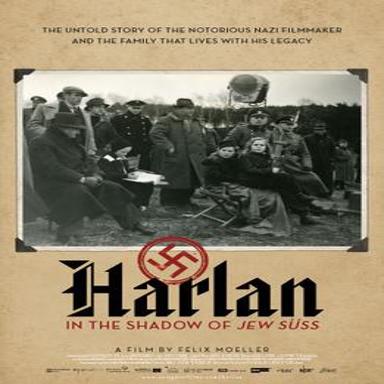 THE UNTOLD STORY OF THE NOTORIOUS NAZI FILMMAKER
AND THE FAMILY THAT LIVES WITH HIS LEGACY
Harlan
IN THE SHADOW OF JEW SÜSS
A FILM BY FELIX MOELLER